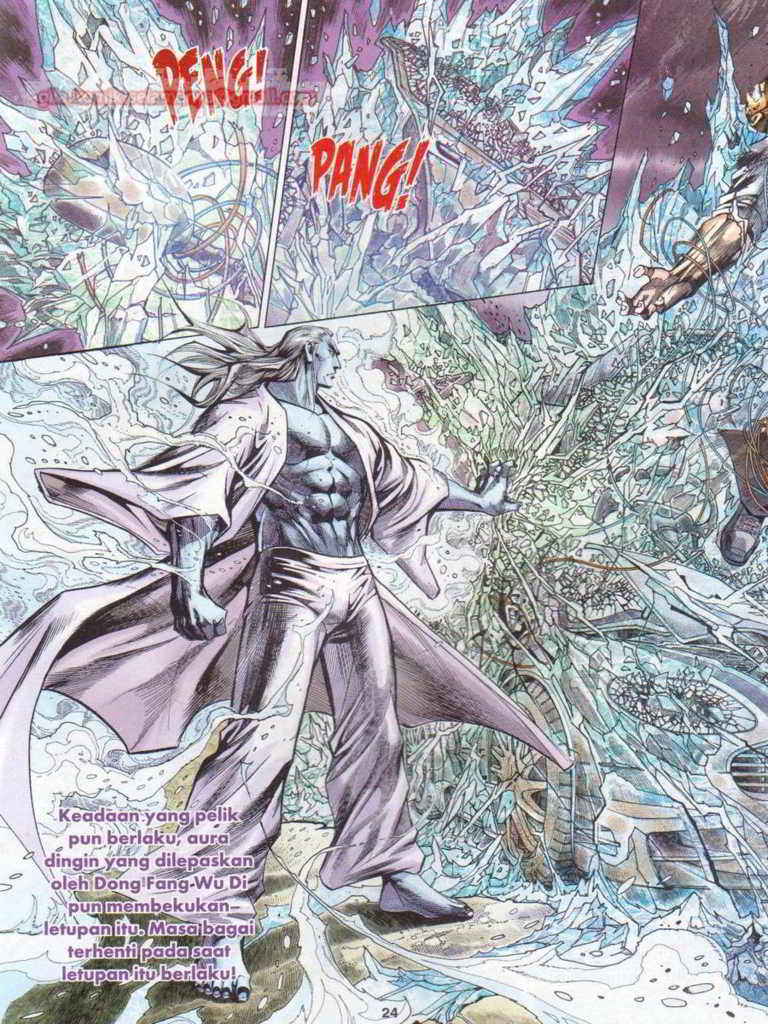 PENG!
PANG!
Keadaan yang pelik
pun berlaku, aura
dingin yang dilepaskan
oleh Dong Fang-Wu Di
pun membekukan
letupan itu. Masa bagai
terhenti pada saat
letupan itu berlaku!
24